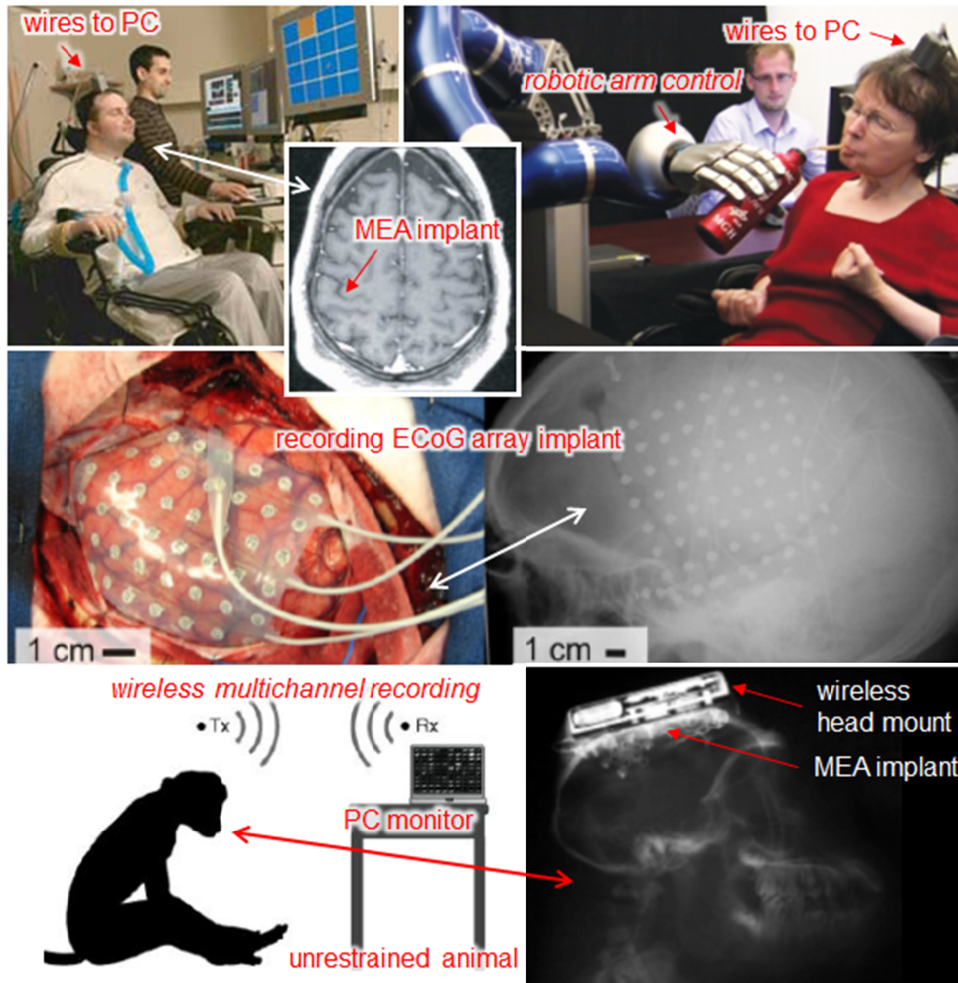 wires to PC
wires to PC
robotic arm control
MEA implant
MGH
recording ECoG array implant
1 cm
1 cm
wireless multichannel recording
Tx
Rx
wireless
head mount
MEA implant
PC monitor
unrestrained animal